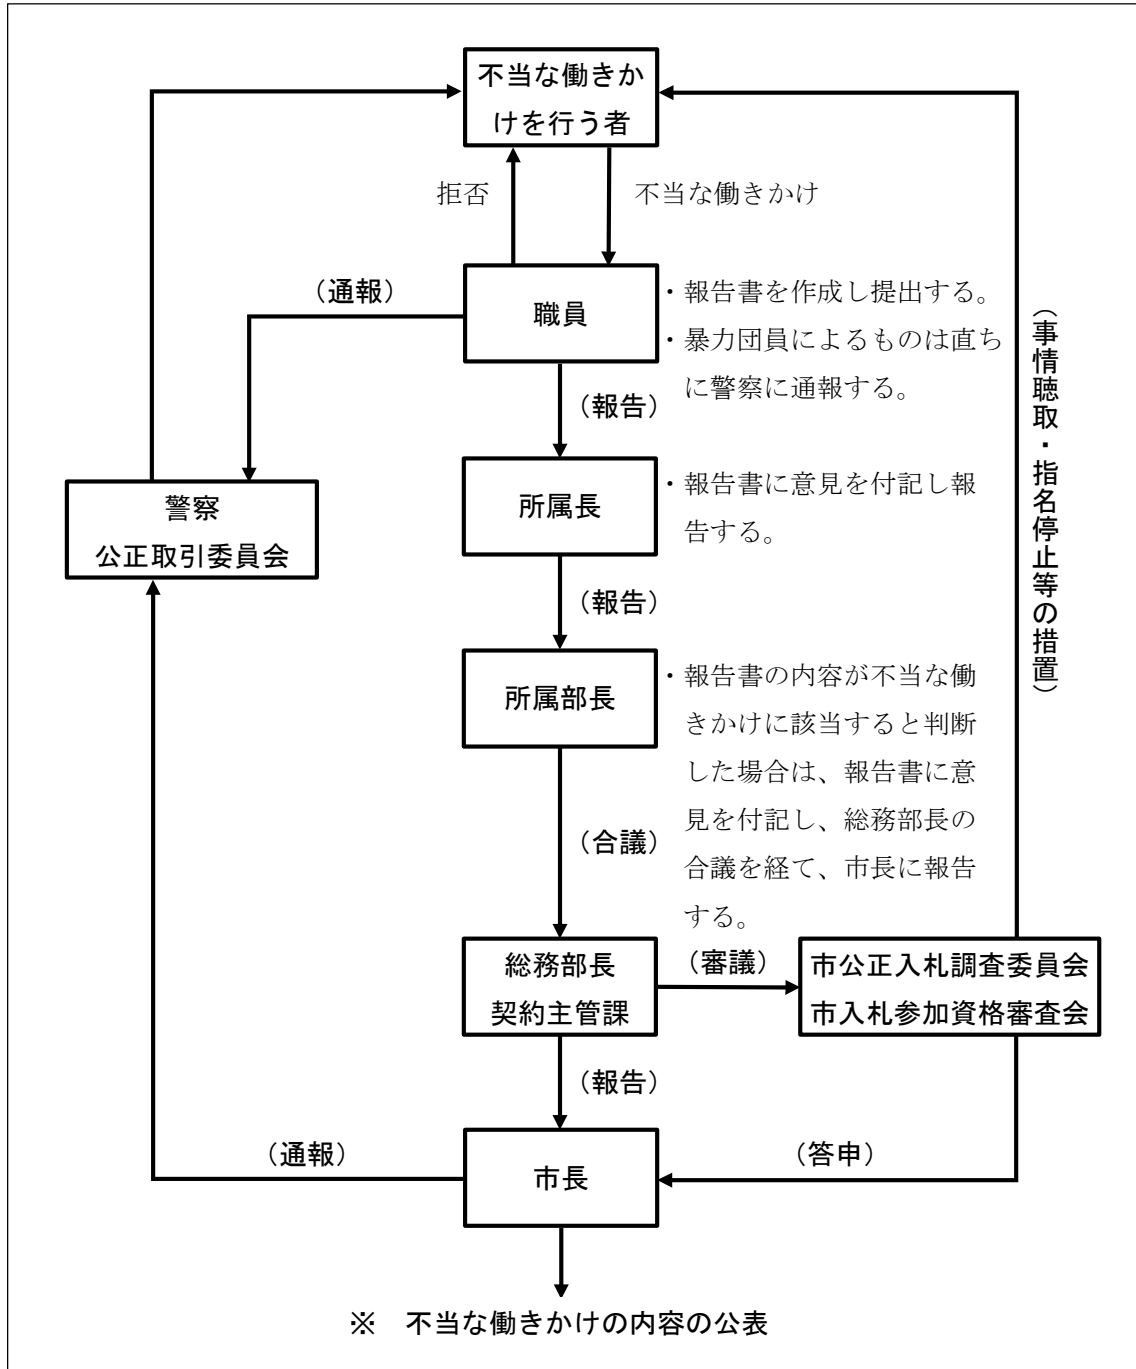 不当な働きか
けを行う者
拒否
不当な働きかけ
(通報)
職員
・報告書を作成し提出する。
・暴力団員によるものは直ち
に警察に通報する。
(報告)
(事情聴取・指名停止等の措置)
警察
公正取引委員会
所属長
・報告書に意見を付記し報
告する。
(報告)
所属部長
・報告書の内容が不当な働
きかけに該当すると判断
した場合は、報告書に意
見を付記し、総務部長の
合議を経て、市長に報告
する。
(合議)
総務部長
契約主管課
(審議)
市公正入札調査委員会
市入札参加資格審査会
(報告)
(通報)
市長
(答申)
※　不当な働きかけの内容の公表